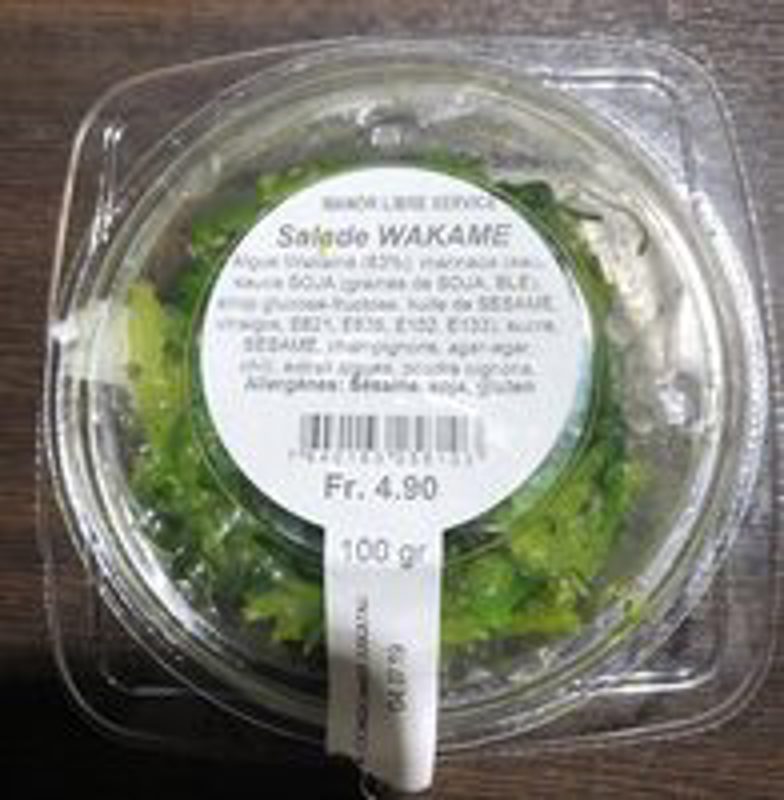 MANOR LIBRE SERVICE
Salade WAKAME
Algue Wakamé (62%), marinade (eau,
sauce SOJA (graines de SOJA, BLE),
sirop glucose-fructose, huile de SESAME,
vinaigre, E621, E635, E102, E133), sucre,
SESAME, champignons, agar-agar,
chili, extrait algues, poudre oignons.
Allergènes: Sésame, soja, gluten
Fr. 4.90
100 gr